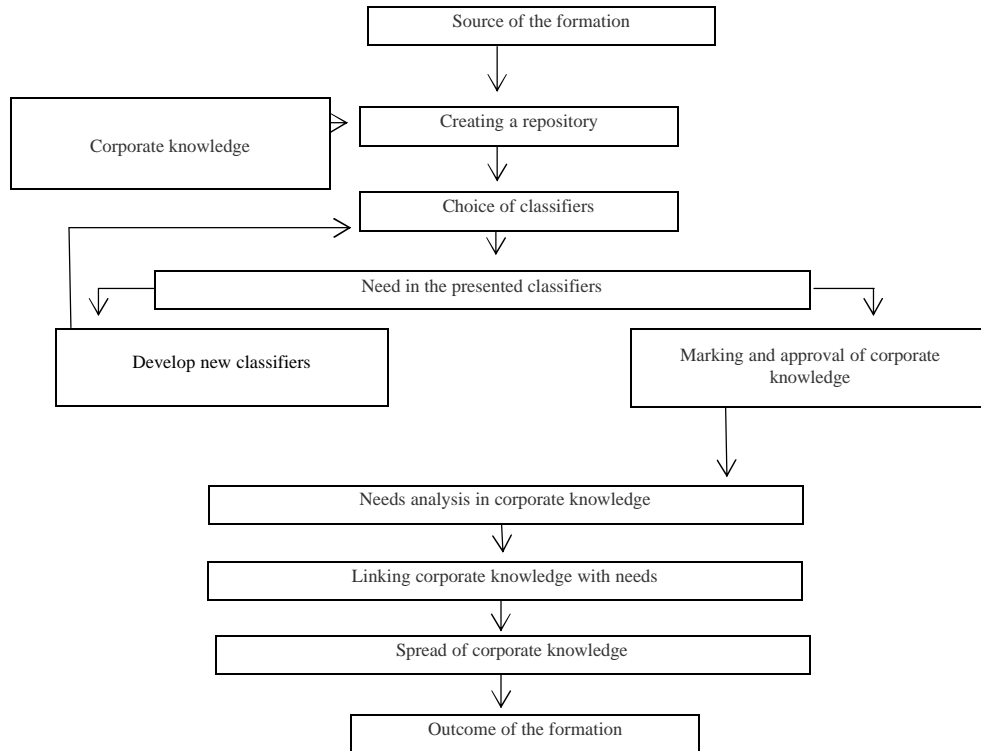 Source of the formation
Creating a repository
Corporate knowledge
Choice of classifiers
Need in the presented classifiers
Develop new classifiers
Marking and approval of corporate
knowledge
Needs analysis in corporate knowledge
Linking corporate knowledge with needs
Spread of corporate knowledge
Outcome of the formation